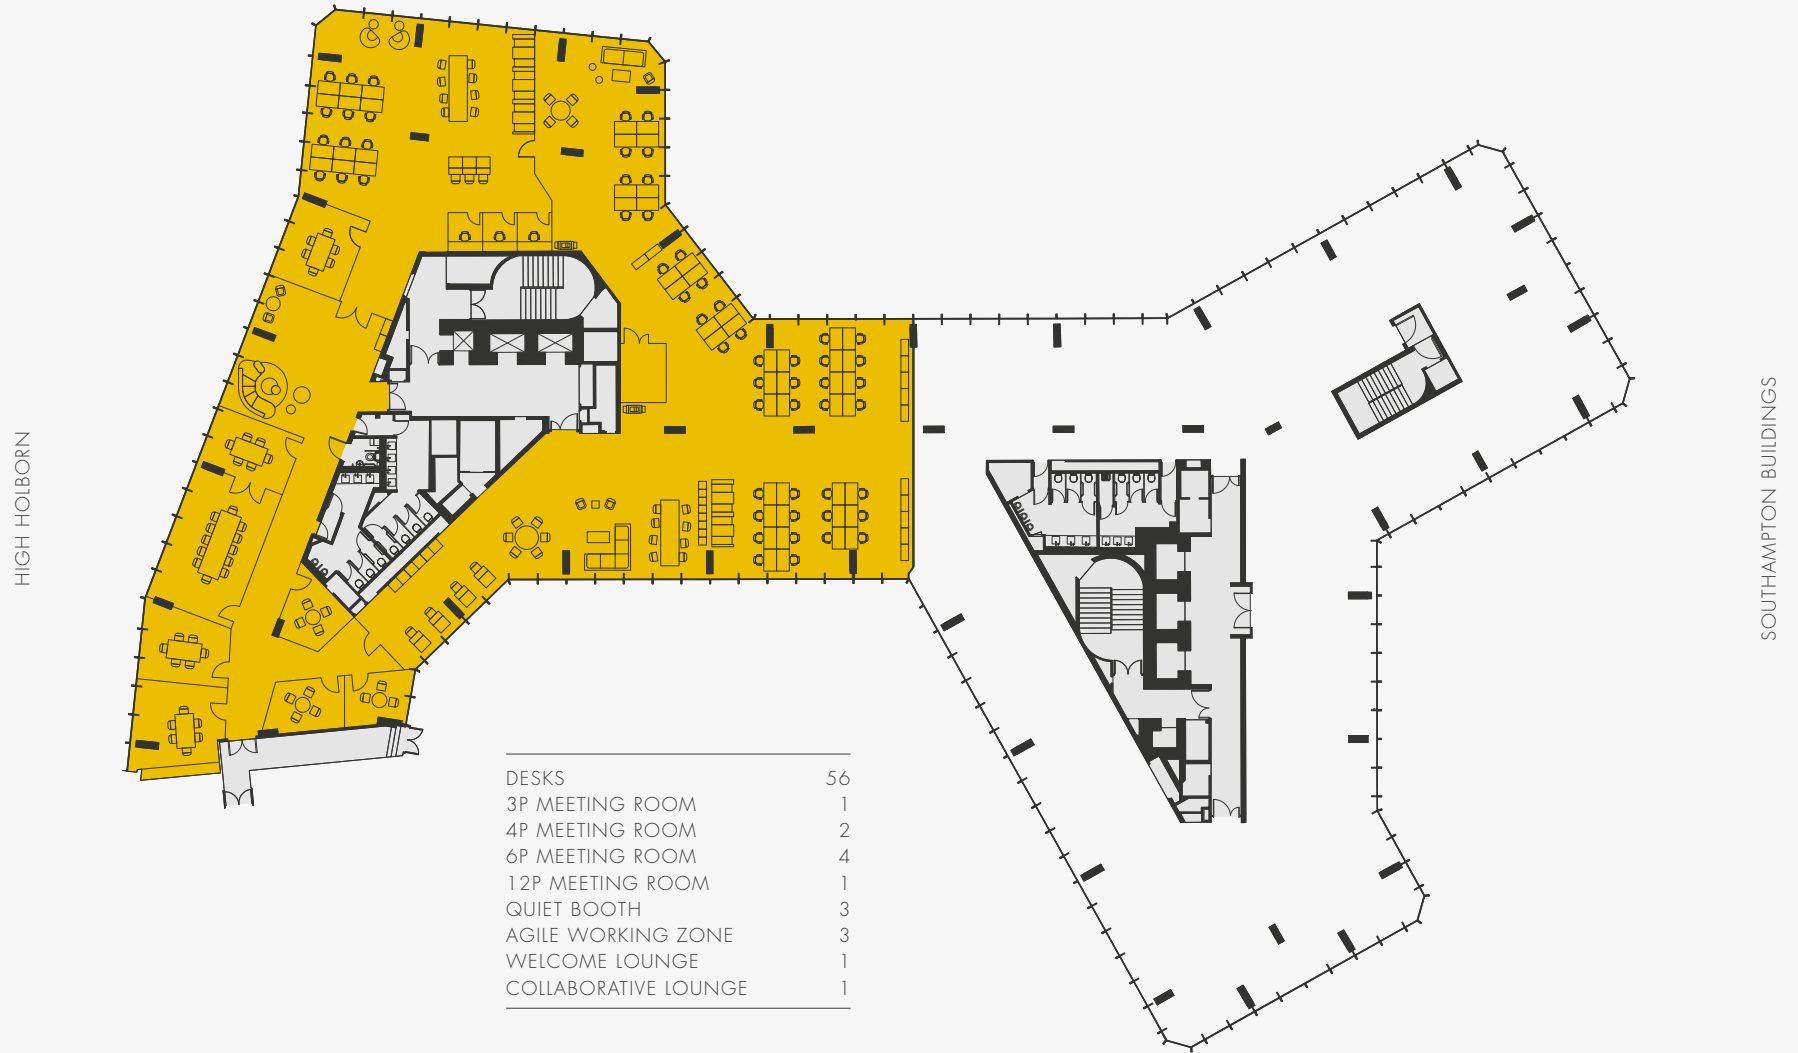 HIGH HOLBORN
DESKS 56
3P MEETING ROOM 1
4P MEETING ROOM 2
6P MEETING ROOM 4
12P MEETING ROOM 1
QUIET BOOTH 3
AGILE WORKING ZONE 3
WELCOME LOUNGE 1
COLLABORATIVE LOUNGE 1
SOUTHAMPTON BUILDINGS